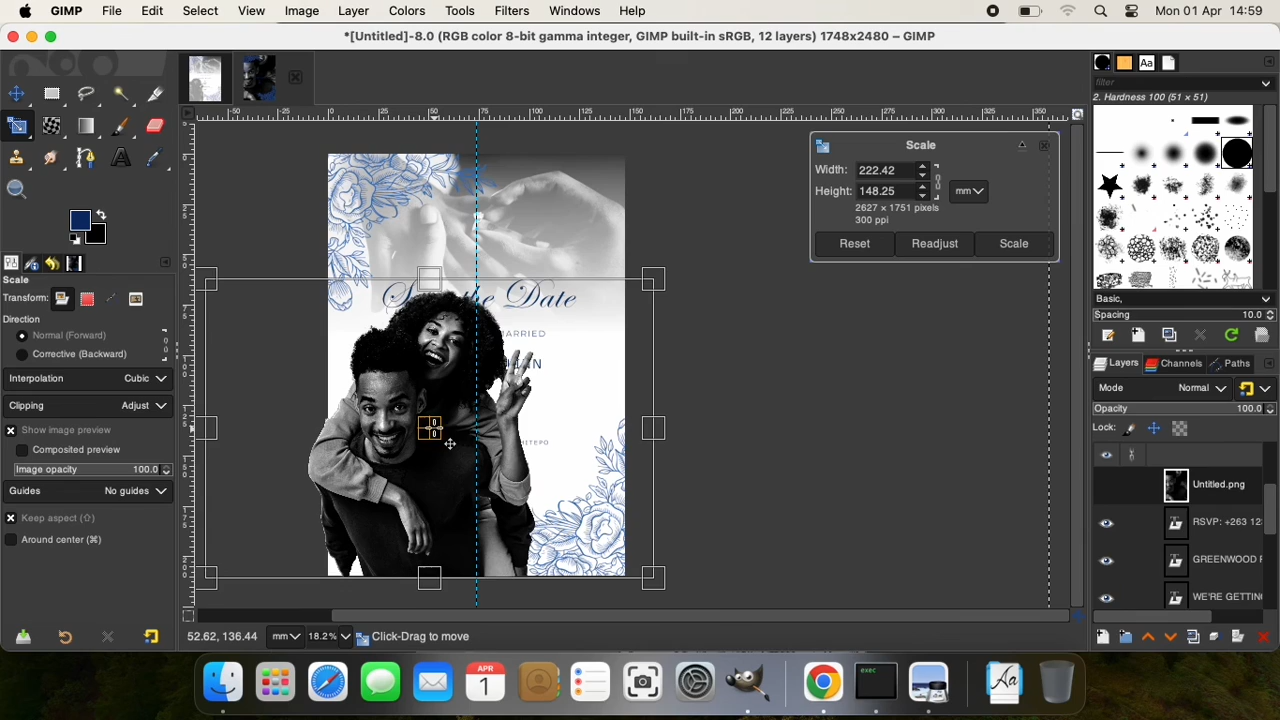 GIMP File Edit Select View Image Layer Colors Tools Filters Windows Help Mon 01 Apr 14:59
*[Untitled]-8.0 (RGB color 8-bit gamma integer, GIMP built-in sRGB, 12 layers) 1748x2480 – GIMP
filter
2. Hardness 100 (51 × 51)
Scale
Width: 222.42
Height: 148.25 mm
2627 × 1751 pixels
300 ppi
Reset Readjust Scale
the Date
ARRIED
Scale
Transform:
Direction
Normal (Forward)
Corrective (Backward)
Interpolation Cubic
Clipping Adjust
Show image preview
Composited preview
Image opacity 100.0
Guides No guides
Keep aspect (⇧)
Around center (⌘)
Basic,
Spacing 10.0
Layers Channels Paths
Mode Normal
Opacity 100.0
Lock:
Untitled.png
RSVP: +263 12
GREENWOOD
WE'RE GETTIN
52.62, 136.44 mm 18.2% Click-Drag to move
APR
1
exec
Aa